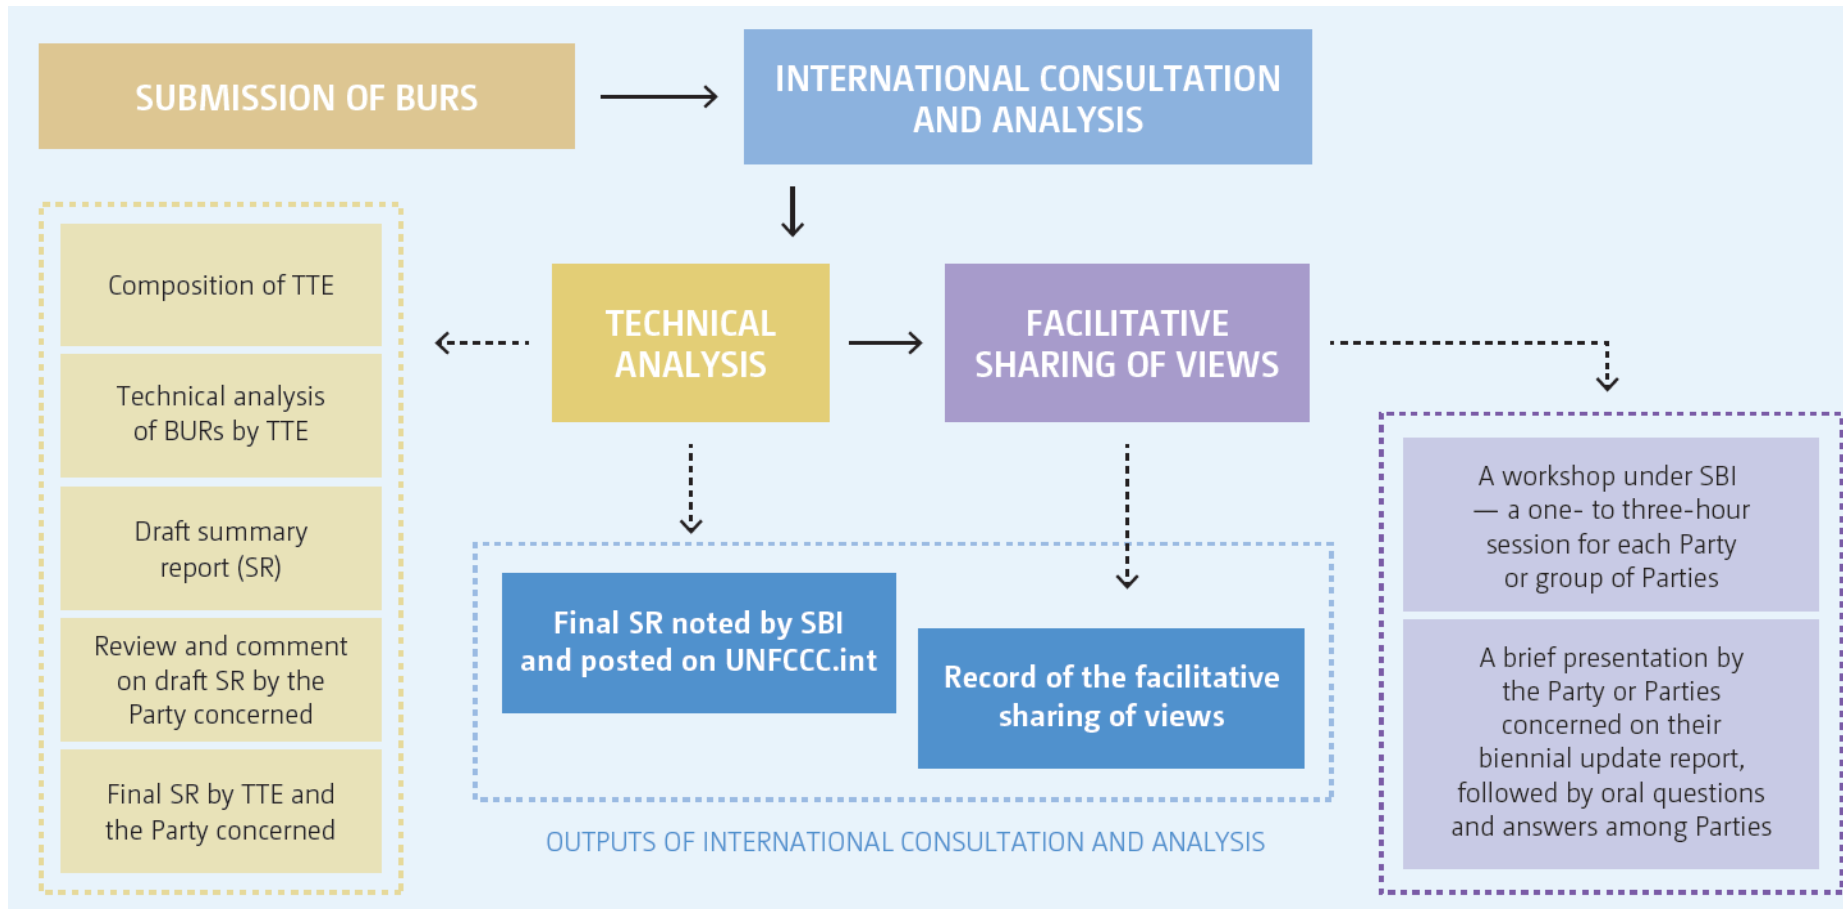 SUBMISSION OF BURS
INTERNATIONAL CONSULTATION
AND ANALYSIS
Composition of TTE
Technical analysis
of BURs by TTE
Draft summary
report (SR)
Review and comment
on draft SR by the
Party concerned
Final SR by TTE and
the Party concerned
TECHNICAL
ANALYSIS
FACILITATIVE
SHARING OF VIEWS
Final SR noted by SBI
and posted on UNFCCC.int
Record of the facilitative
sharing of views
OUTPUTS OF INTERNATIONAL CONSULTATION AND ANALYSIS
A workshop under SBI
— a one- to three-hour
session for each Party
or group of Parties
A brief presentation by
the Party or Parties
concerned on their
biennial update report,
followed by oral questions
and answers among Parties